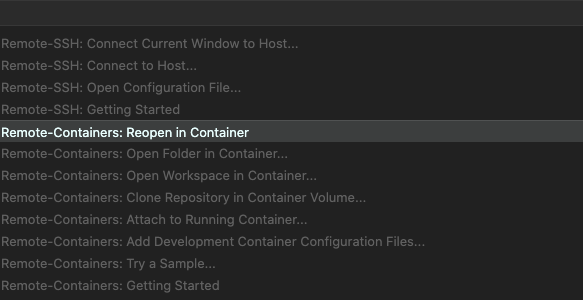 Remote-SSH: Connect Current Window to Host...
Remote-SSH: Connect to Host...
Remote-SSH: Open Configuration File...
Remote-SSH: Getting Started
Remote-Containers: Reopen in Container
Remote-Containers: Open Folder in Container...
Remote-Containers: Open Workspace in Container...
Remote-Containers: Clone Repository in Container Volume...
Remote-Containers: Attach to Running Container...
Remote-Containers: Add Development Container Configuration Files...
Remote-Containers: Try a Sample...
Remote-Containers: Getting Started